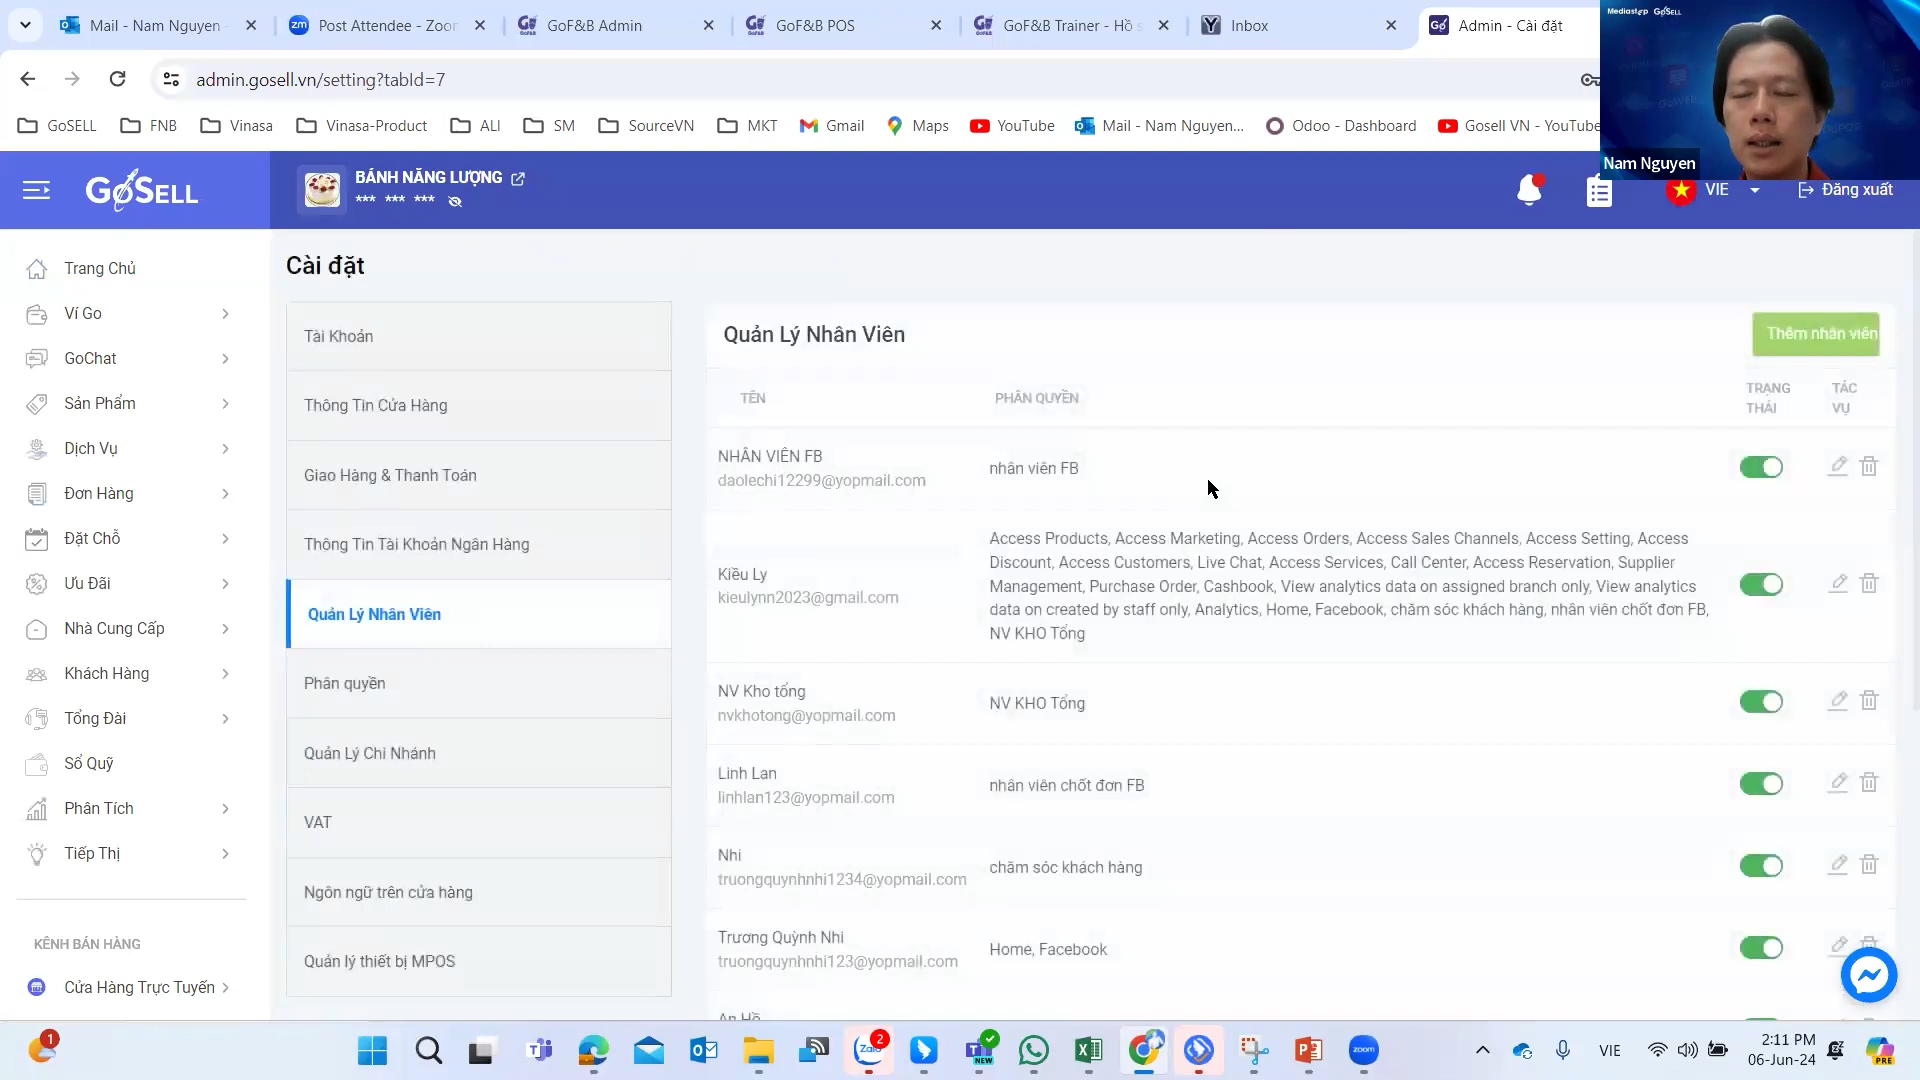 Mail - Nam Nguyen -
Post Attendee - Zoom
GoF&B Admin
GoF&B POS
GoF&B Trainer - Hồ s
Inbox
Admin - Cài đặt
Mediastep GoSELL
admin.gosell.vn/setting?tabId=7
GoSELL
FNB
Vinasa
Vinasa-Product
ALI
SM
SourceVN
MKT
Gmail
Maps
YouTube
Mail - Nam Nguyen...
Odoo - Dashboard
Gosell VN - YouTube
Nam Nguyen
GoSELL
BÁNH NĂNG LƯỢNG
*** *** ***
VIE
Đăng xuất
Trang Chủ
Ví Go
GoChat
Sản Phẩm
Dịch Vụ
Đơn Hàng
Đặt Chỗ
Ưu Đãi
Nhà Cung Cấp
Khách Hàng
Tổng Đài
Sổ Quỹ
Phân Tích
Tiếp Thị
KÊNH BÁN HÀNG
Cửa Hàng Trực Tuyến
Cài đặt
Tài Khoản
Thông Tin Cửa Hàng
Giao Hàng & Thanh Toán
Thông Tin Tài Khoản Ngân Hàng
Quản Lý Nhân Viên
Phân quyền
Quản Lý Chi Nhánh
VAT
Ngôn ngữ trên cửa hàng
Quản lý thiết bị MPOS
Quản Lý Nhân Viên
Thêm nhân viên
TÊN
PHÂN QUYỀN
TRẠNG
THÁI
TÁC
VỤ
NHÂN VIÊN FB
daolechi12299@yopmail.com
nhân viên FB
Kiều Ly
kieulynn2023@gmail.com
Access Products, Access Marketing, Access Orders, Access Sales Channels, Access Setting, Access
Discount, Access Customers, Live Chat, Access Services, Call Center, Access Reservation, Supplier
Management, Purchase Order, Cashbook, View analytics data on assigned branch only, View analytics
data on created by staff only, Analytics, Home, Facebook, chăm sóc khách hàng, nhân viên chốt đơn FB,
NV KHO Tổng
NV Kho tổng
nvkhotong@yopmail.com
NV KHO Tổng
Linh Lan
linhlan123@yopmail.com
nhân viên chốt đơn FB
Nhi
truongquynhnhi1234@yopmail.com
chăm sóc khách hàng
Trương Quỳnh Nhi
truongquynhnhi123@yopmail.com
Home, Facebook
An Hồ
1
Zalo
2
NEW
zoom
VIE
2:11 PM
06-Jun-24
PRE